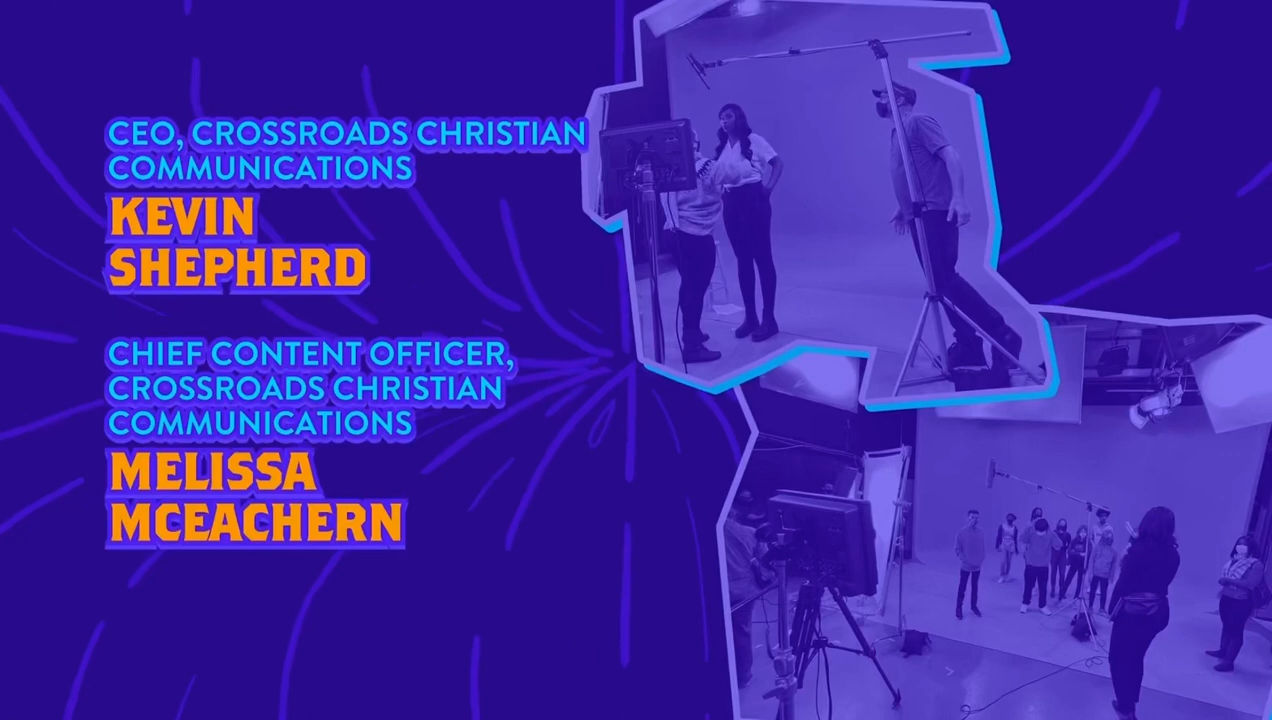 CEO, CROSSROADS CHRISTIAN
COMMUNICATIONS
KEVIN
SHEPHERD
CHIEF CONTENT OFFICER,
CROSSROADS CHRISTIAN
COMMUNICATIONS
MELISSA
MCEACHERN